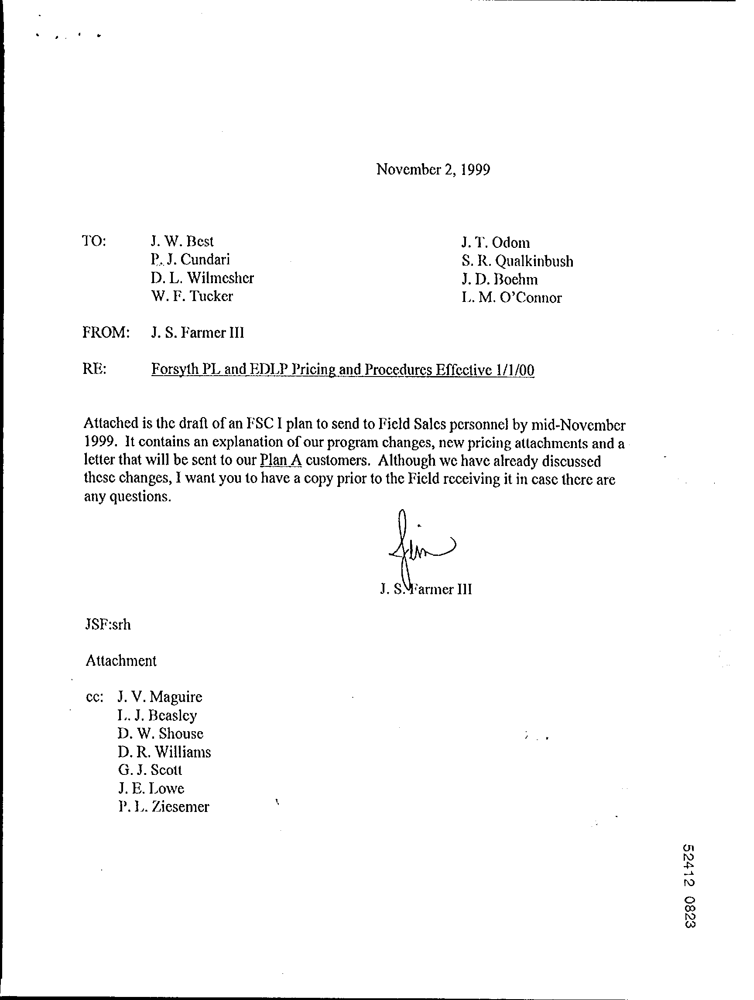 November 2, 1999
TO: J. W. Best J. T. Odom
P. J. Cundari S. R. Qualkinbush
D. L. Wilmesher J. D. Boehm
W. F. Tucker L. M. O'Connor
FROM: J. S. Farmer III
RE: Forsyth PL and EDLP Pricing and Procedures Effective 1/1/00
Attached is the draft of an FSC I plan to send to Field Sales personnel by mid-November
1999. It contains an explanation of our program changes, new pricing attachments and a
letter that will be sent to our Plan A customers. Although we have already discussed
these changes, I want you to have a copy prior to the Field receiving it in case there are
any questions.
Jim
J. S. Farmer III
JSF:srh
Attachment
cc: J. V. Maguire
L. J. Beasley
D. W. Shouse
D. R. Williams
G. J. Scott
J. E. Lowe
P. L. Ziesemer
52412 0823